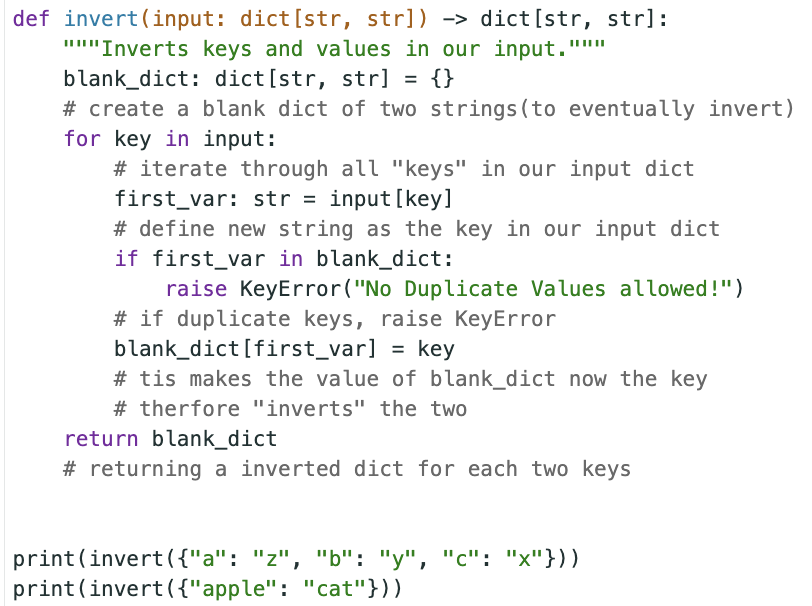 def invert(input: dict[str, str]) -> dict[str, str]:
    """Inverts keys and values in our input."""
    blank_dict: dict[str, str] = {}
    # create a blank dict of two strings(to eventually invert)
    for key in input:
        # iterate through all "keys" in our input dict
        first_var: str = input[key]
        # define new string as the key in our input dict
        if first_var in blank_dict:
            raise KeyError("No Duplicate Values allowed!")
        # if duplicate keys, raise KeyError
        blank_dict[first_var] = key
        # tis makes the value of blank_dict now the key
        # therfore "inverts" the two
    return blank_dict
    # returning a inverted dict for each two keys
print(invert({"a": "z", "b": "y", "c": "x"}))
print(invert({"apple": "cat"}))